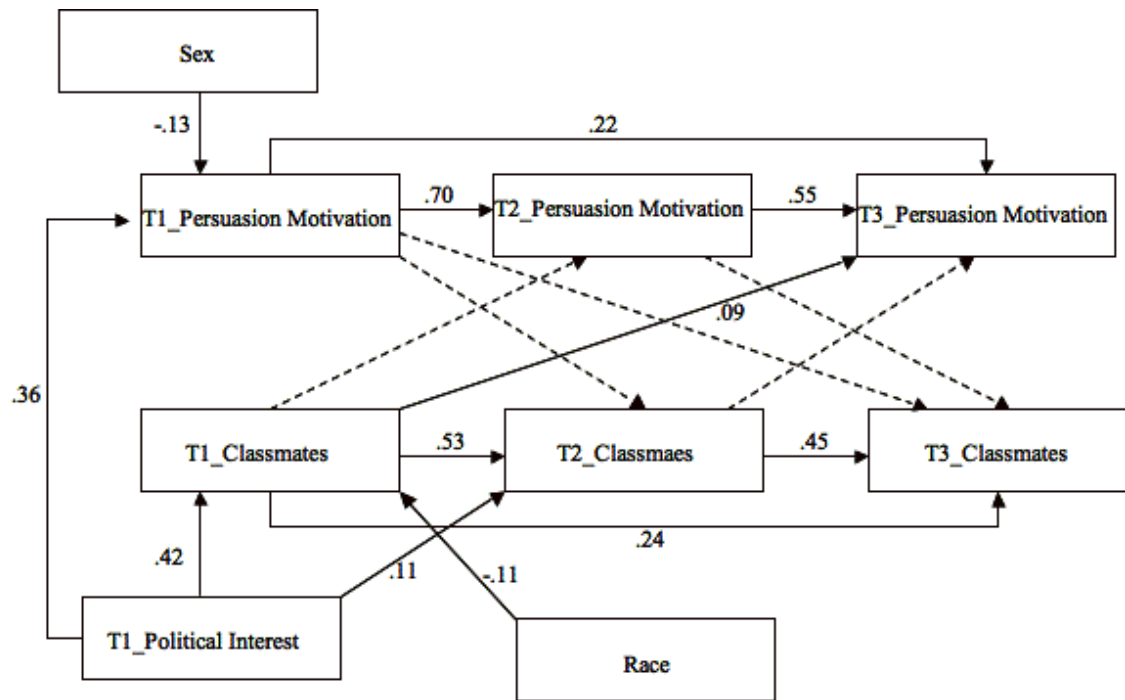 Sex
-.13
.22
T1_Persuasion Motivation
.70
T2_Persuasion Motivation
.55
T3_Persuasion Motivation
.09
.36
T1_Classmates
.53
T2_Classmaes
.45
T3_Classmates
.24
.42
.11
-.11
T1_Political Interest
Race